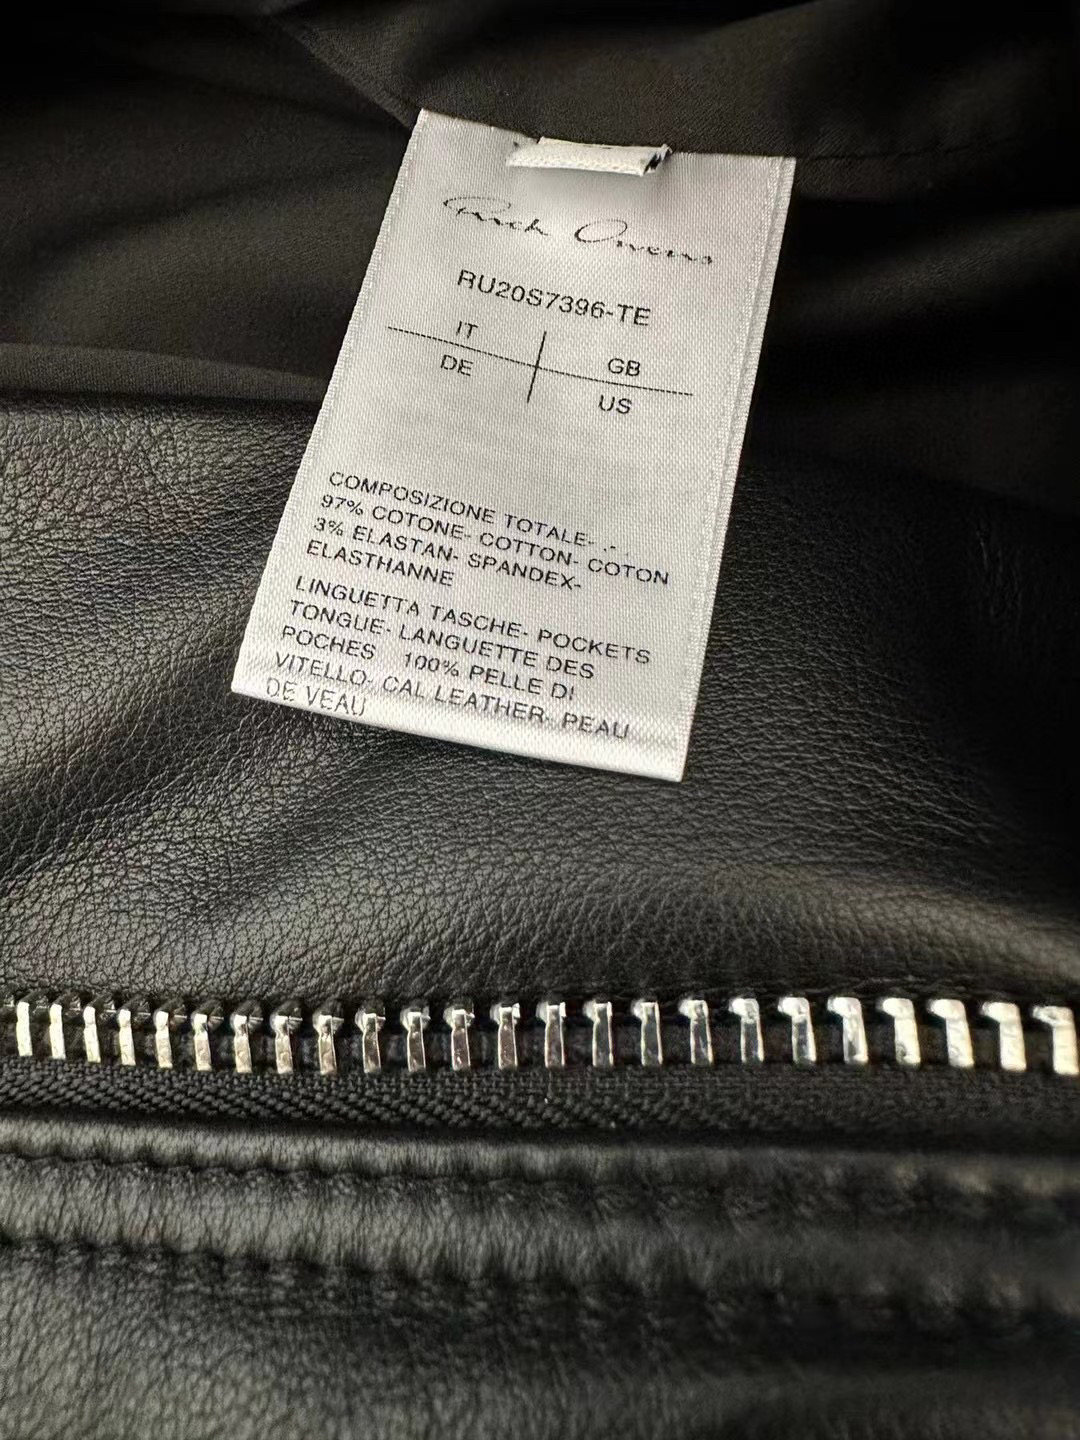 Rick Owens
RU20S7396-TE
IT GB
DE US
COMPOSIZIONE TOTALE- .- .
97% COTONE- COTTON- COTON
3% ELASTAN- SPANDEX-
ELASTHANNE
LINGUETTA TASCHE- POCKETS
TONGUE- LANGUETTE DES
POCHES 100% PELLE DI
VITELLO- CAL LEATHER- PEAU
DE VEAU